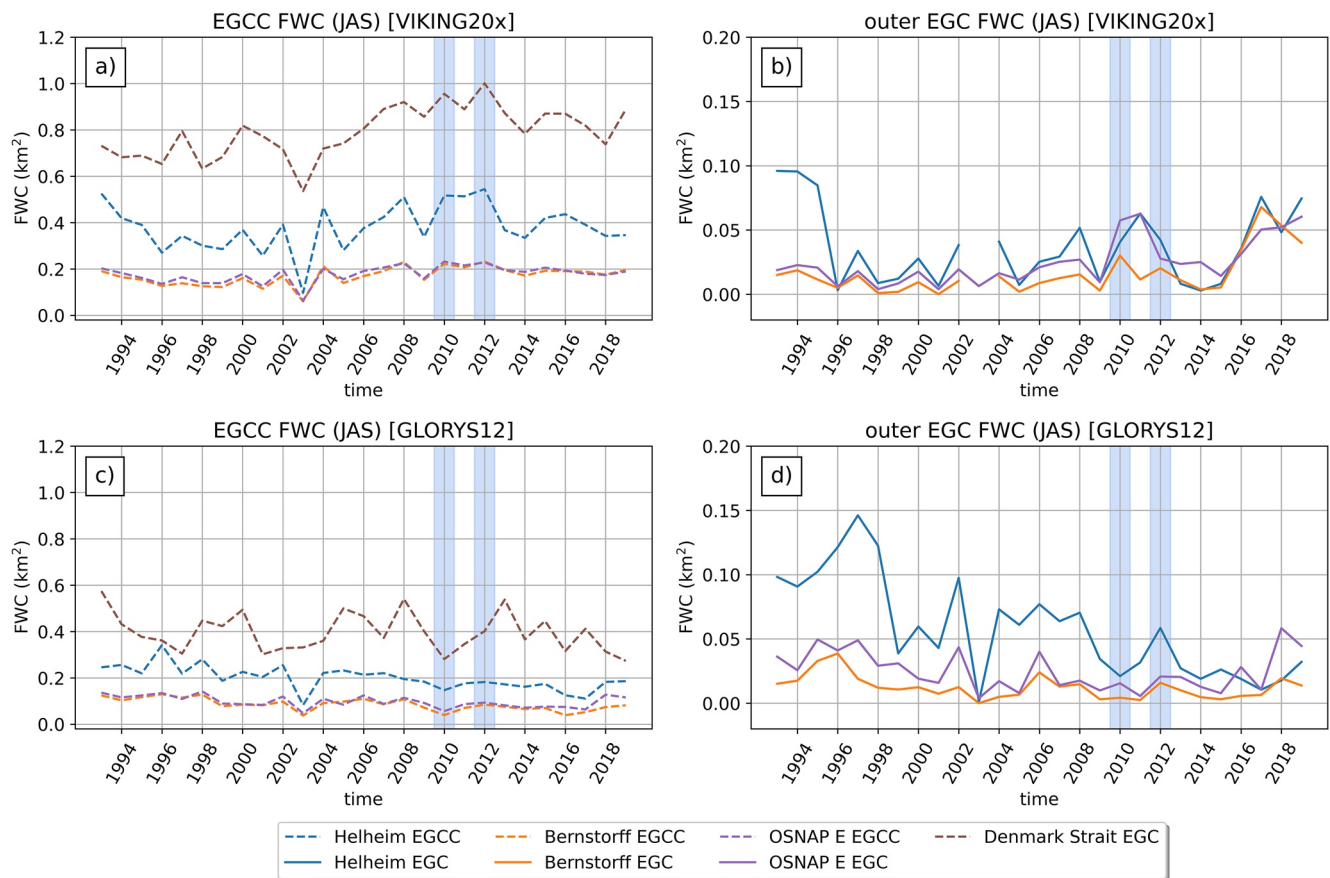 EGCC FWC (JAS) [VIKING20x]
a)
FWC (km²)
1.2
1.0
0.8
0.6
0.4
0.2
0.0
1994 1996 1998 2000 2002 2004 2006 2008 2010 2012 2014 2016 2018
time
outer EGC FWC (JAS) [VIKING20x]
b)
FWC (km²)
0.20
0.15
0.10
0.05
0.00
1994 1996 1998 2000 2002 2004 2006 2008 2010 2012 2014 2016 2018
time
EGCC FWC (JAS) [GLORYS12]
c)
FWC (km²)
1.2
1.0
0.8
0.6
0.4
0.2
0.0
1994 1996 1998 2000 2002 2004 2006 2008 2010 2012 2014 2016 2018
time
outer EGC FWC (JAS) [GLORYS12]
d)
FWC (km²)
0.20
0.15
0.10
0.05
0.00
1994 1996 1998 2000 2002 2004 2006 2008 2010 2012 2014 2016 2018
time
Helheim EGCC Bernstorff EGCC OSNAP E EGCC Denmark Strait EGC
Helheim EGC Bernstorff EGC OSNAP E EGC